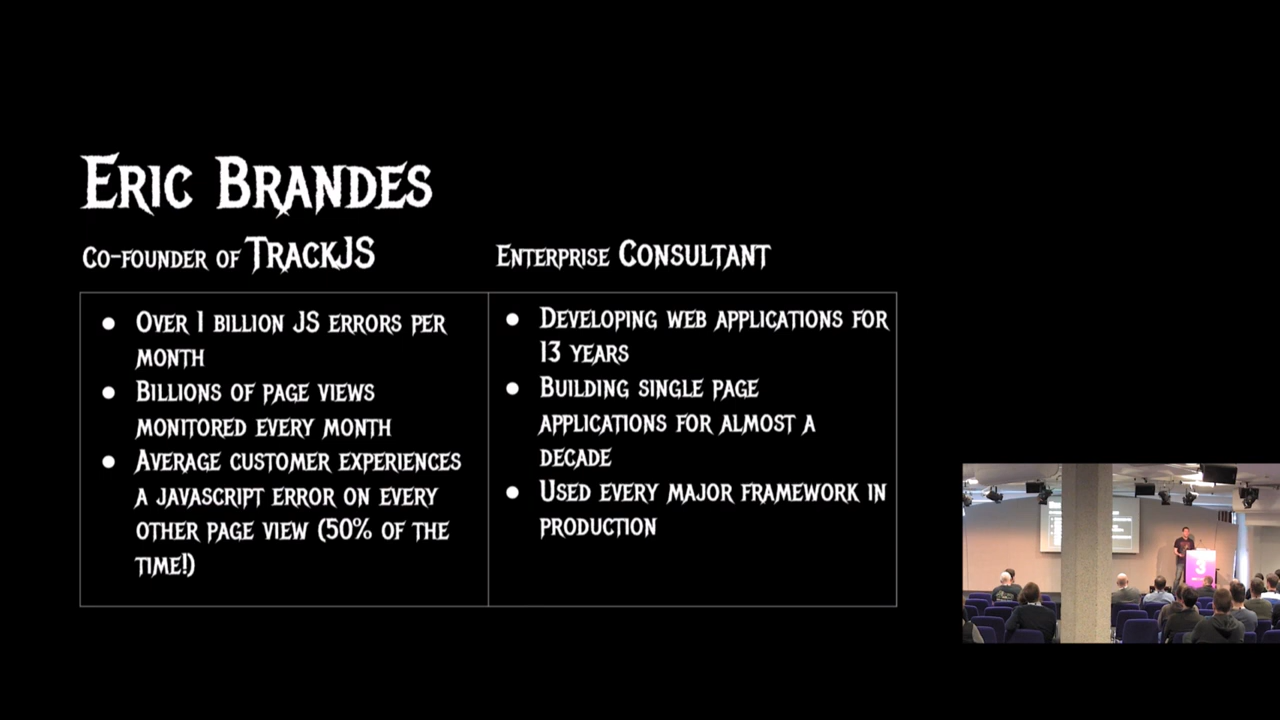 Eric Brandes
Co-founder of TrackJS
Over 1 billion JS errors per
month
Billions of page views
monitored every month
Average customer experiences
a javascript error on every
other page view (50% of the
time!)
Enterprise Consultant
Developing web applications for
13 years
Building single page
applications for almost a
decade
Used every major framework in
production
3